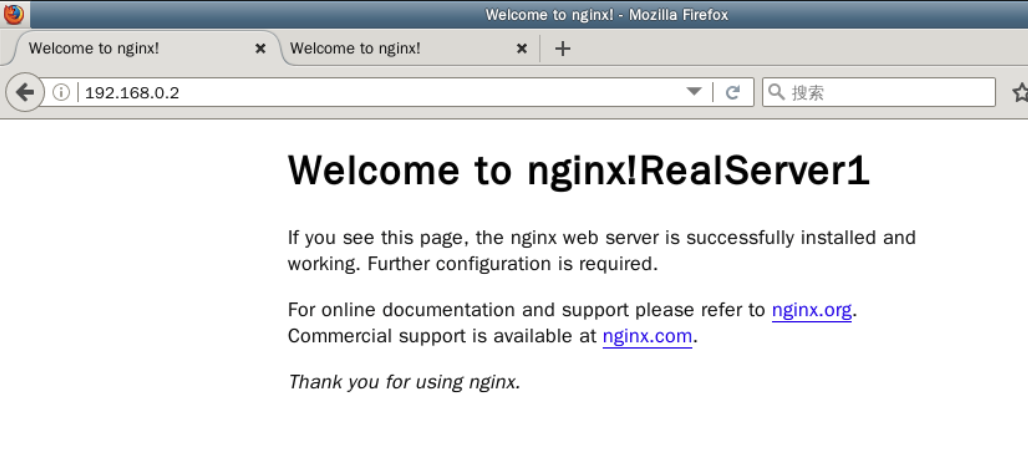 Welcome to nginx! - Mozilla Firefox
Welcome to nginx! Welcome to nginx!
192.168.0.2 搜索
Welcome to nginx!RealServer1
If you see this page, the nginx web server is successfully installed and
working. Further configuration is required.
For online documentation and support please refer to nginx.org.
Commercial support is available at nginx.com.
Thank you for using nginx.